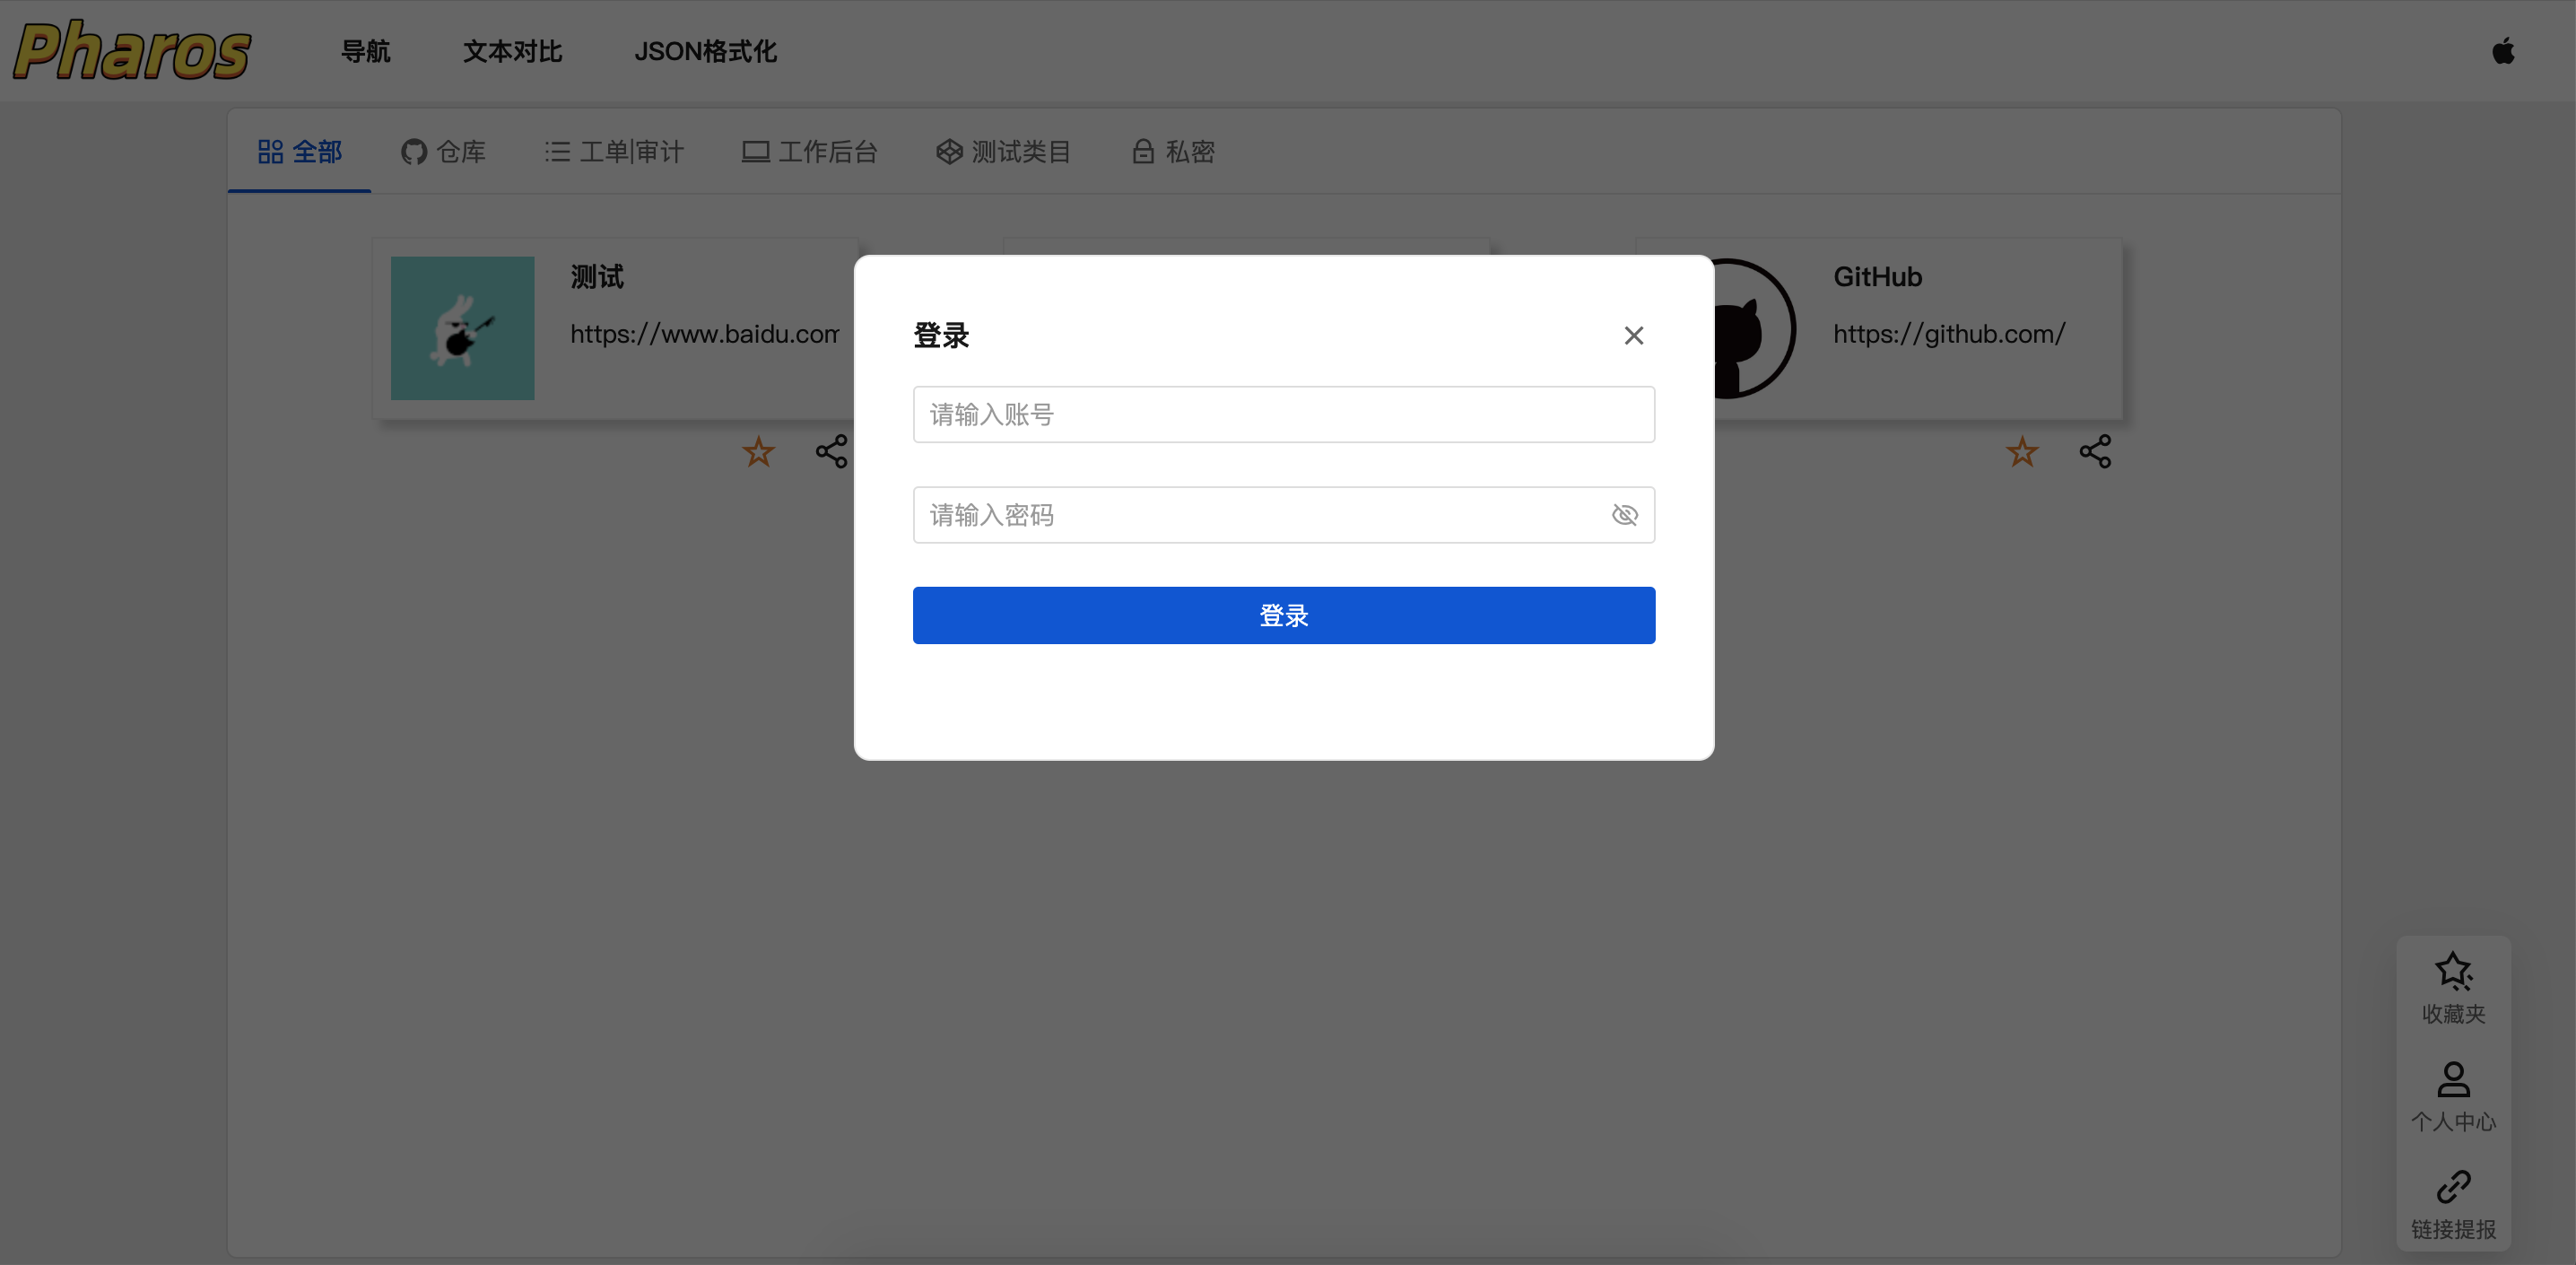 Pharos 导航 文本对比 JSON格式化
全部 仓库 工单|审计 工作后台 测试类目 私密
测试
https://www.baidu.com
GitHub
https://github.com/
登录
请输入账号
请输入密码
登录
收藏夹
个人中心
链接提报